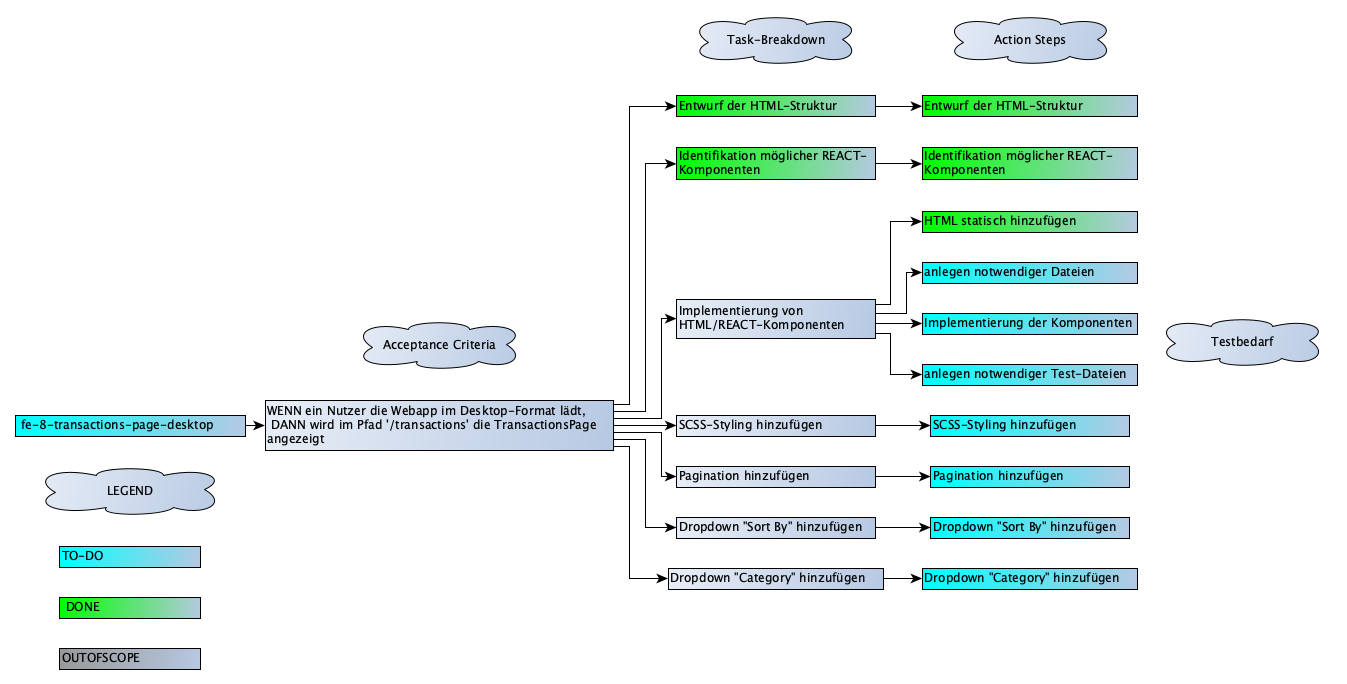 Task-Breakdown
Action Steps
Entwurf der HTML-Struktur
Entwurf der HTML-Struktur
Identifikation möglicher REACT-
Komponenten
Identifikation möglicher REACT-
Komponenten
HTML statisch hinzufügen
anlegen notwendiger Dateien
Implementierung von
HTML/REACT-Komponenten
Implementierung der Komponenten
anlegen notwendiger Test-Dateien
Testbedarf
Acceptance Criteria
fe-8-transactions-page-desktop
WENN ein Nutzer die Webapp im Desktop-Format lädt,
DANN wird im Pfad '/transactions' die TransactionsPage
angezeigt
SCSS-Styling hinzufügen
SCSS-Styling hinzufügen
Pagination hinzufügen
Pagination hinzufügen
Dropdown "Sort By" hinzufügen
Dropdown "Sort By" hinzufügen
Dropdown "Category" hinzufügen
Dropdown "Category" hinzufügen
LEGEND
TO-DO
DONE
OUTOFSCOPE